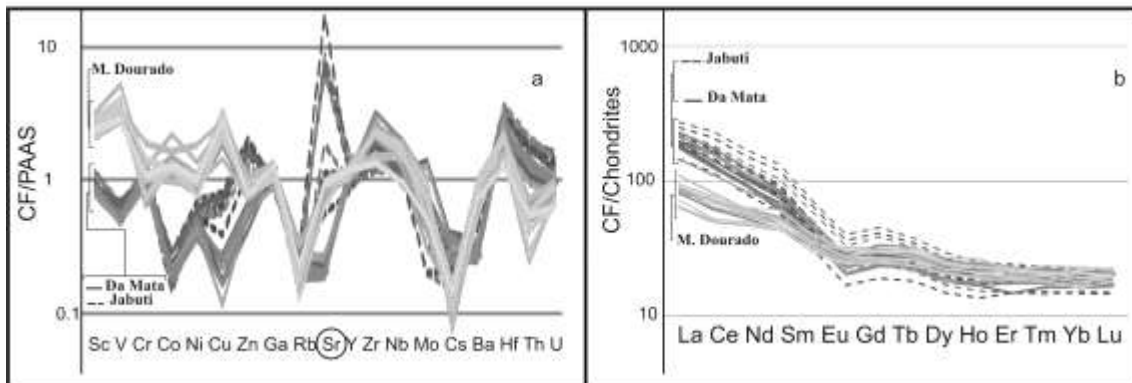 10
M. Dourado
a
CF/PAAS
1
Da Mata
Jabuti
0.1
Sc V Cr Co Ni Cu Zn Ga Rb Sr Y Zr Nb Mo Cs Ba Hf Th U
1000
Jabuti
b
Da Mata
CF/Chondrites
100
M. Dourado
10
La Ce Nd Sm Eu Gd Tb Dy Ho Er Tm Yb Lu